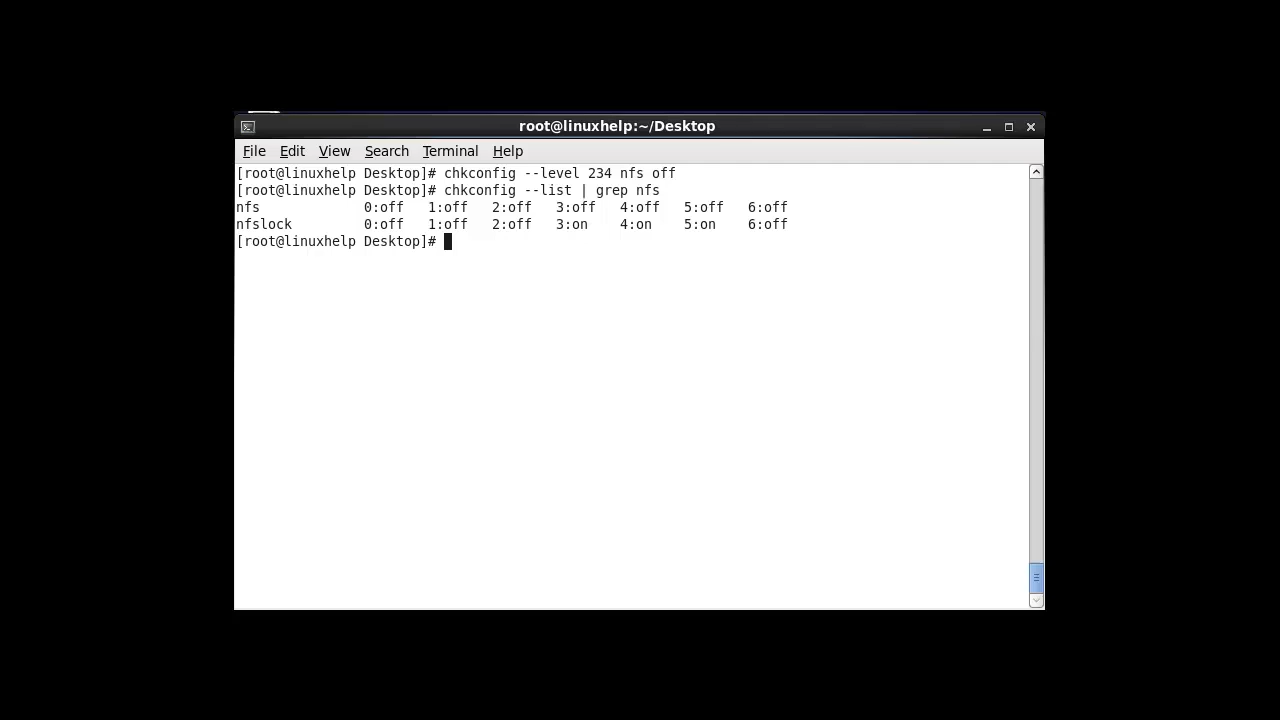 root@linuxhelp:~/Desktop
File Edit View Search Terminal Help
[root@linuxhelp Desktop]# chkconfig --level 234 nfs off
[root@linuxhelp Desktop]# chkconfig --list | grep nfs
nfs             0:off   1:off   2:off   3:off   4:off   5:off   6:off
nfslock         0:off   1:off   2:off   3:on    4:on    5:on    6:off
[root@linuxhelp Desktop]#